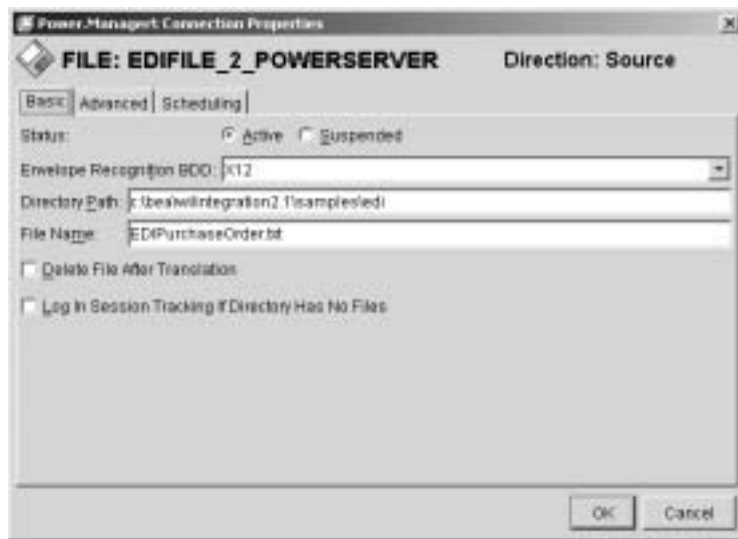 Power.Manager! Connection Properties
FILE: EDIFILE_2_POWERSERVER Direction: Source
Basic Advanced Scheduling
Status: Active Suspended
Envelope Recognition BDD: X12
Directory Path: c:\bea\wlintegration2.1\samples\edi
File Name: EDIPurchaseOrder.txt
Delete File After Translation
Log In Session Tracking If Directory Has No Files
OK Cancel